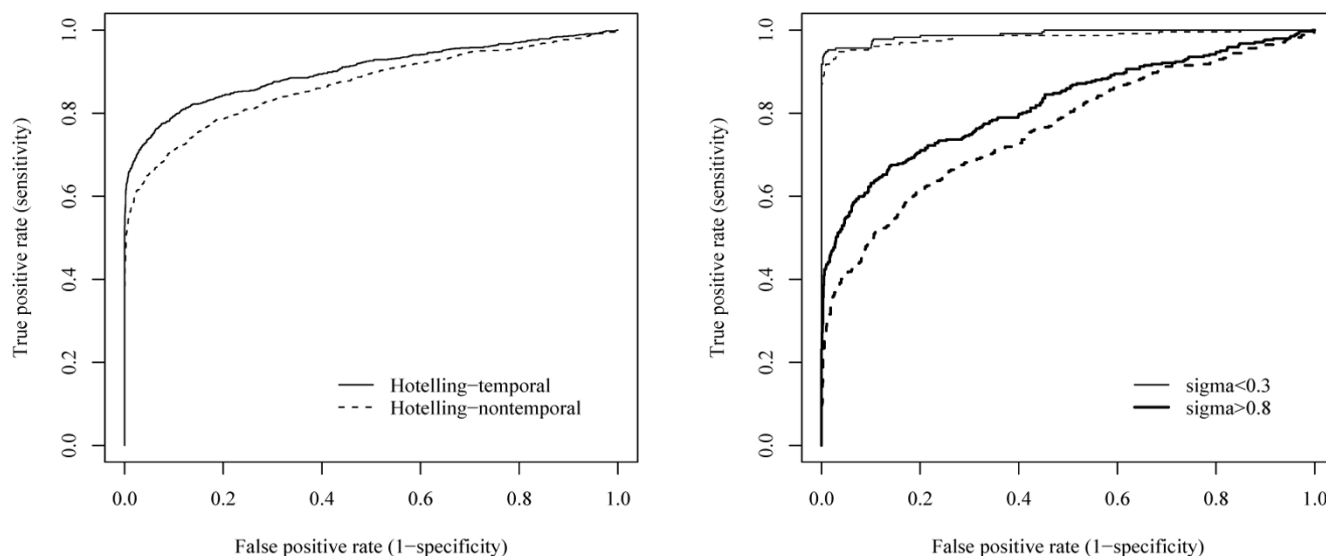 True positive rate (sensitivity)
1.0
0.8
0.6
0.4
0.2
0.0
Hotelling−temporal
Hotelling−nontemporal
0.0 0.2 0.4 0.6 0.8 1.0
False positive rate (1−specificity)
True positive rate (sensitivity)
1.0
0.8
0.6
0.4
0.2
0.0
sigma<0.3
sigma>0.8
0.0 0.2 0.4 0.6 0.8 1.0
False positive rate (1−specificity)